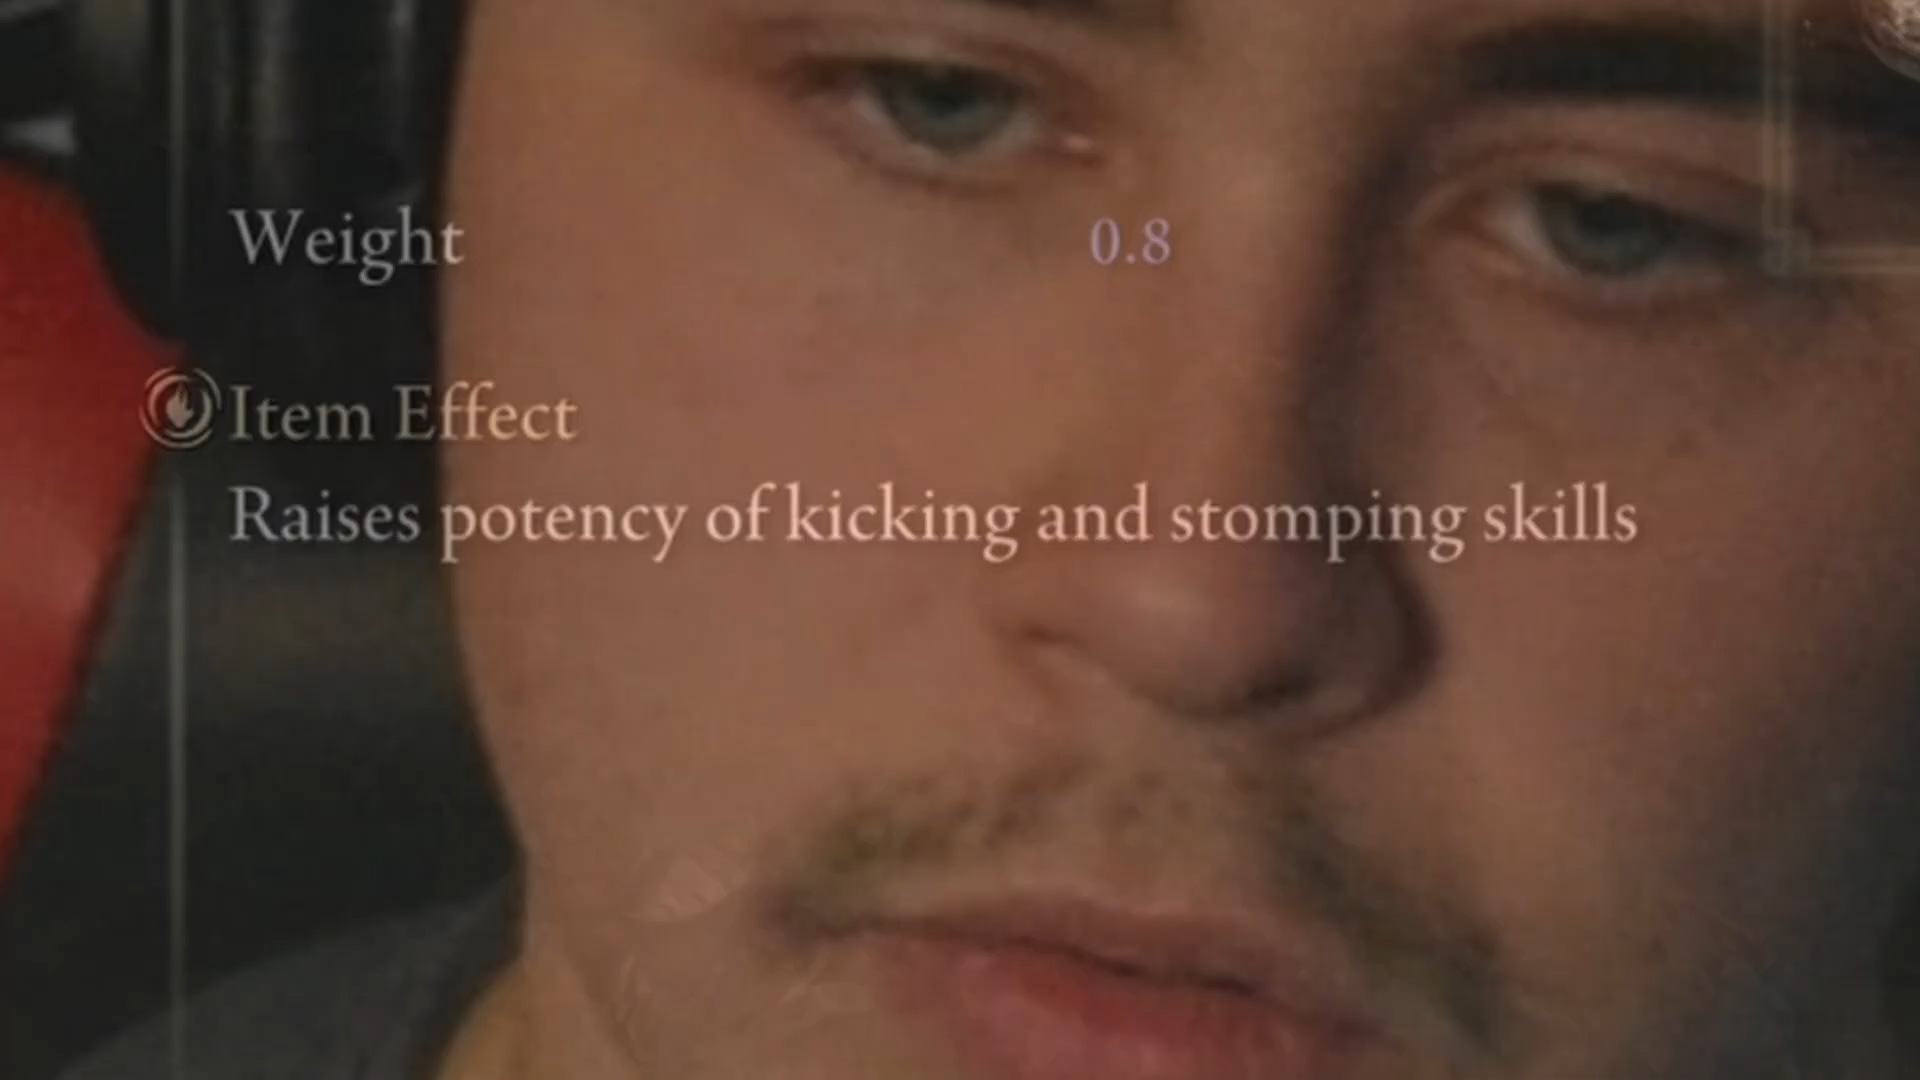 Weight 0.8
Item Effect
Raises potency of kicking and stomping skills